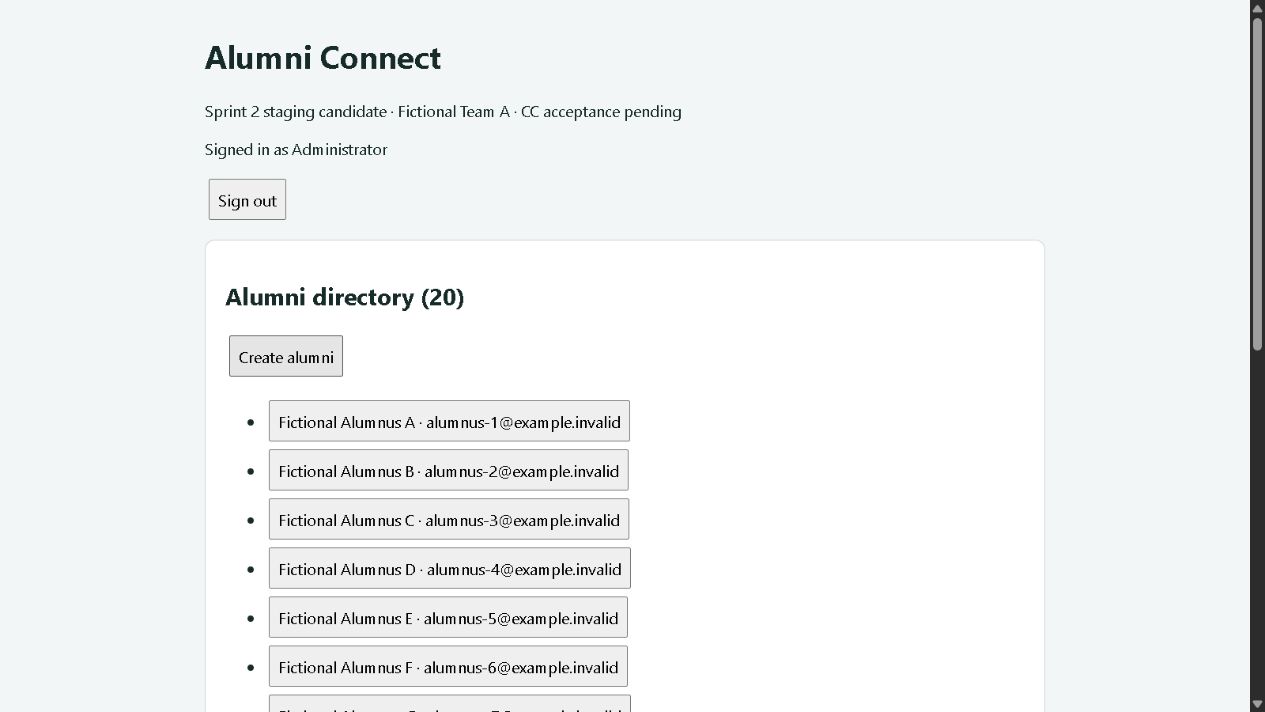 Alumni Connect
Sprint 2 staging candidate · Fictional Team A · CC acceptance pending
Signed in as Administrator
Sign out
Alumni directory (20)
Create alumni
Fictional Alumnus A · alumnus-1@example.invalid
Fictional Alumnus B · alumnus-2@example.invalid
Fictional Alumnus C · alumnus-3@example.invalid
Fictional Alumnus D · alumnus-4@example.invalid
Fictional Alumnus E · alumnus-5@example.invalid
Fictional Alumnus F · alumnus-6@example.invalid